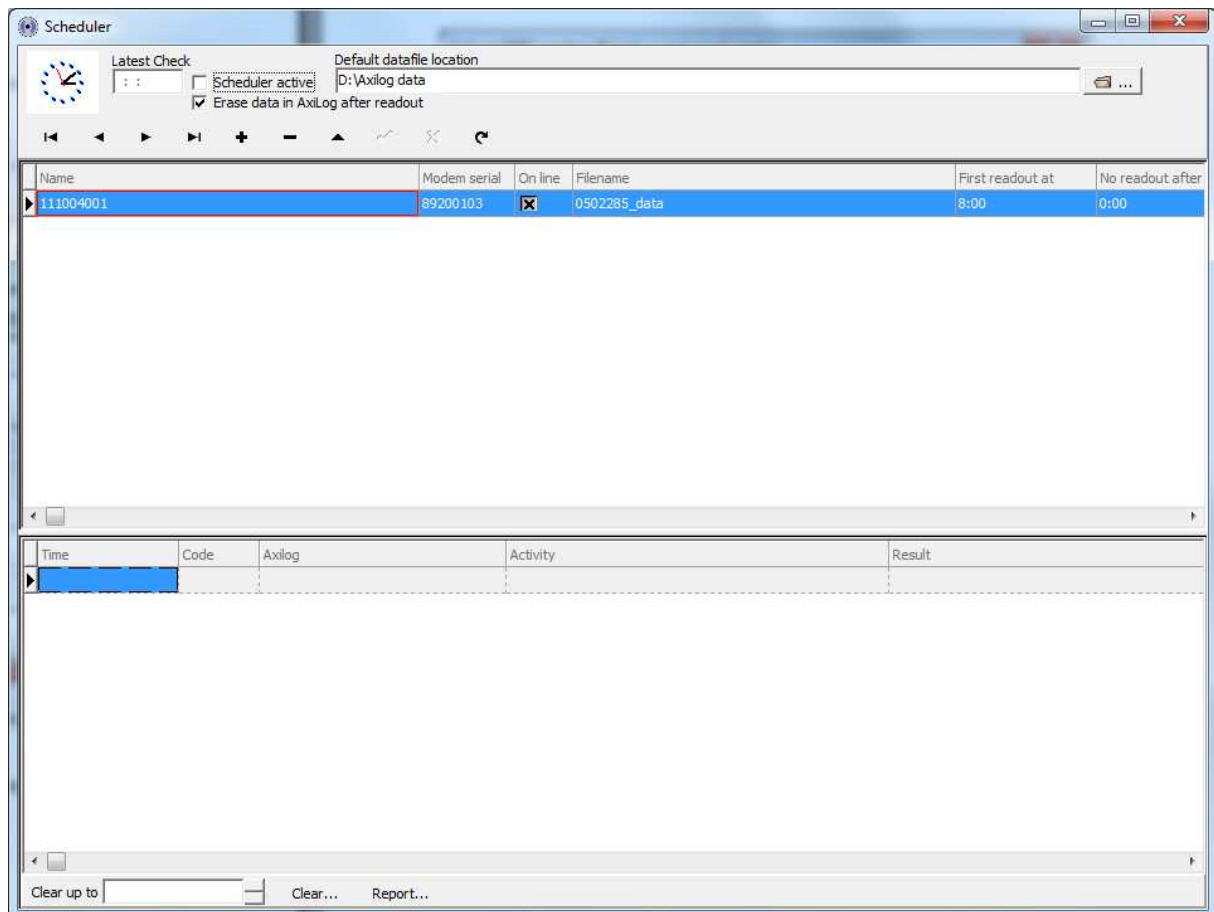 Scheduler
Latest Check
: :
Scheduler active
Default datafile location
D:\Axilog data
...
Erase data in AxiLog after readout
Name Modem serial On line Filename First readout at No readout after
111004001 89200103 0502285_data 8:00 0:00
Time Code Axilog Activity Result
Clear up to Clear... Report...